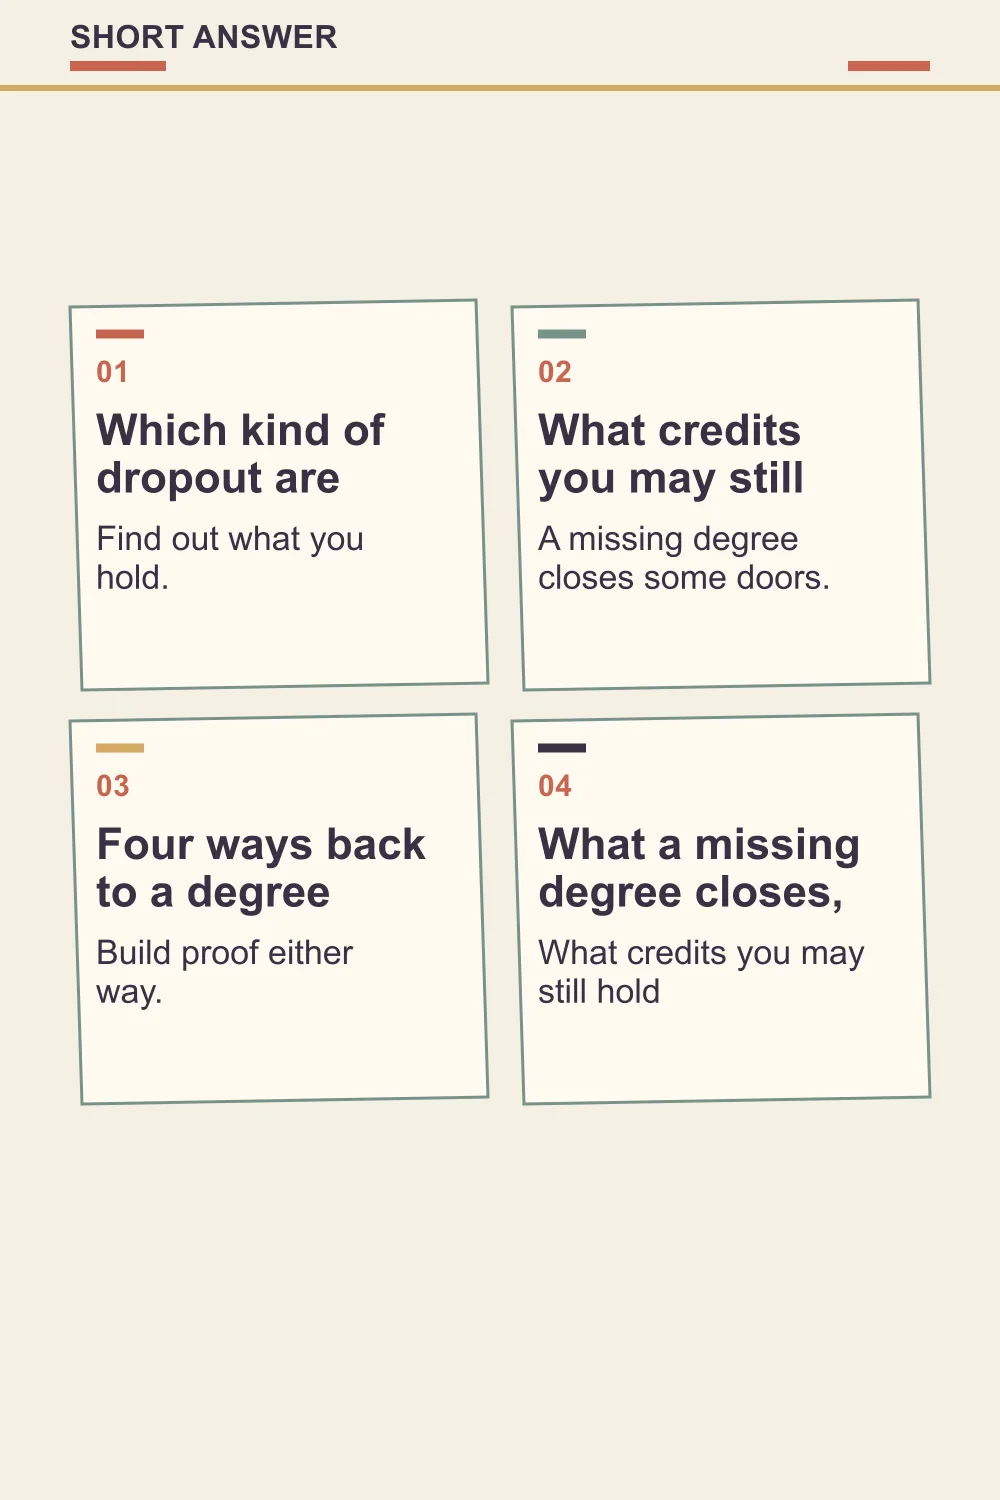 SHORT ANSWER
01
Which kind of
dropout are
Find out what you
hold.
02
What credits
you may still
A missing degree
closes some doors.
03
Four ways back
to a degree
Build proof either
way.
04
What a missing
degree closes,
What credits you may
still hold